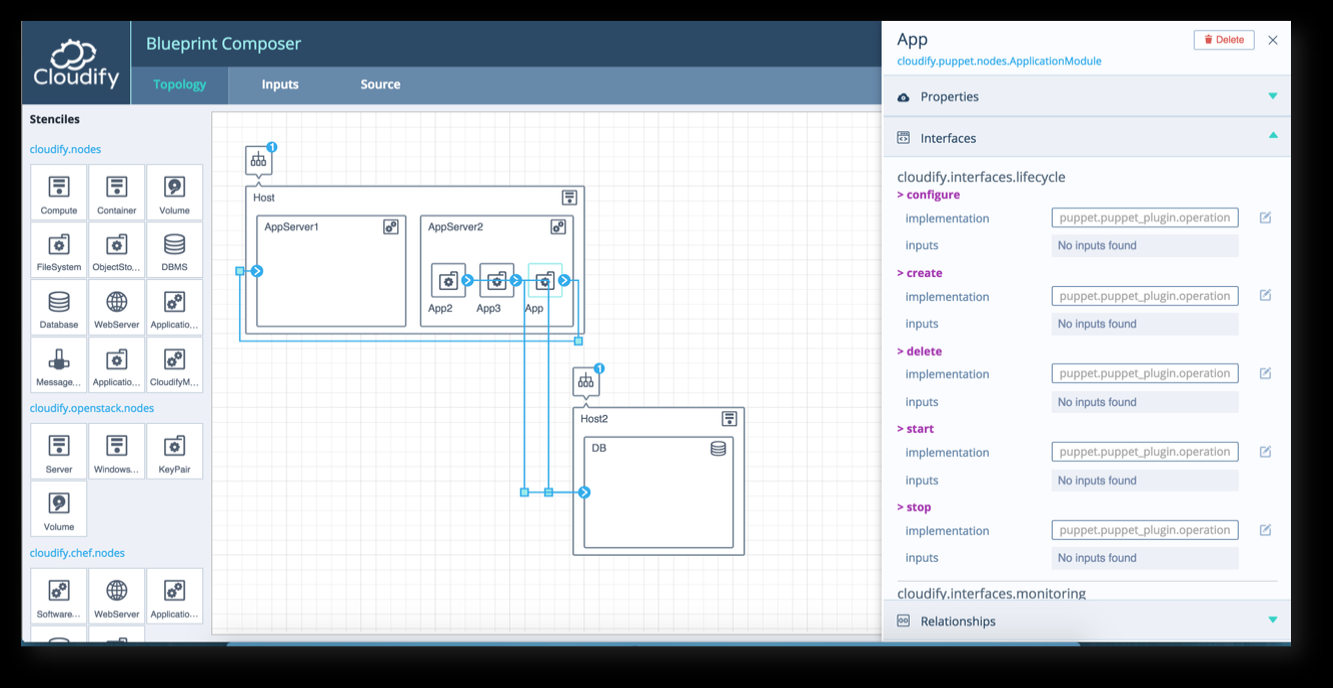 Cloudify
Blueprint Composer
Topology Inputs Source
Stenciles
cloudify.nodes
Compute Container Volume
FileSystem ObjectSto... DBMS
Database WebServer Applicatio...
Message... Applicatio... CloudifyM...
cloudify.openstack.nodes
Server Windows... KeyPair
Volume
cloudify.chef.nodes
Software... WebServer Applicatio...
1
Host
AppServer1 AppServer2
App2 App3 App
1
Host2
DB
App
Delete
cloudify.puppet.nodes.ApplicationModule
Properties
Interfaces
cloudify.interfaces.lifecycle
> configure
implementation puppet.puppet_plugin.operation
inputs No inputs found
> create
implementation puppet.puppet_plugin.operation
inputs No inputs found
> delete
implementation puppet.puppet_plugin.operation
inputs No inputs found
> start
implementation puppet.puppet_plugin.operation
inputs No inputs found
> stop
implementation puppet.puppet_plugin.operation
inputs No inputs found
cloudify.interfaces.monitoring
Relationships